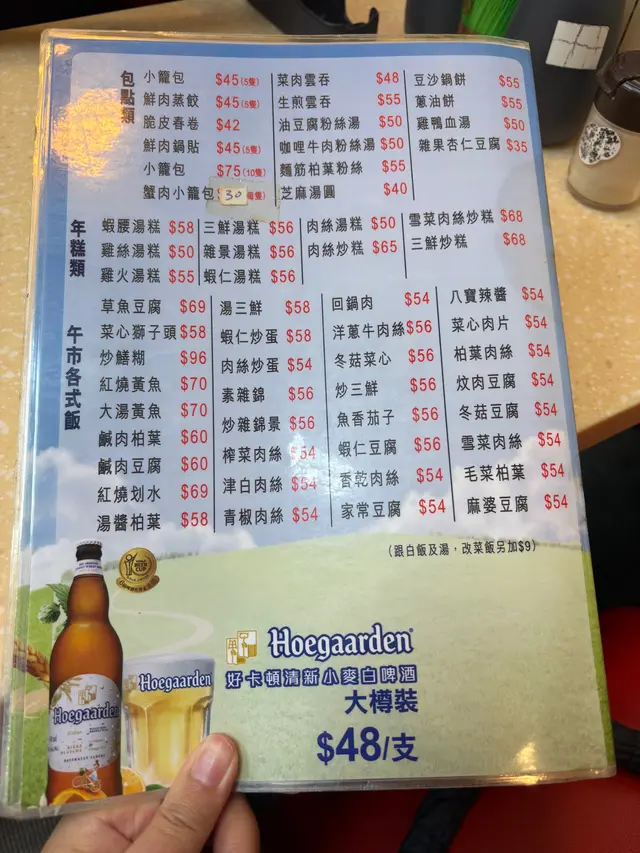 包點類
小籠包 $45(5隻)
鮮肉蒸餃 $45(5隻)
脆皮春卷 $42
鮮肉鍋貼 $45(5隻)
小籠包 $75(10隻)
蟹肉小籠包 30
菜肉雲吞 $48
生煎雲吞 $55
油豆腐粉絲湯 $50
咖哩牛肉粉絲湯 $50
麵筋柏葉粉絲 $55
芝麻湯圓 $40
豆沙鍋餅 $55
蔥油餅 $55
雞鴨血湯 $50
雜果杏仁豆腐 $35
年糕類
蝦腰湯糕 $58
雞絲湯糕 $50
雞火湯糕 $55
三鮮湯糕 $56
雜景湯糕 $56
蝦仁湯糕 $56
肉絲湯糕 $50
肉絲炒糕 $65
雪菜肉絲炒糕 $68
三鮮炒糕 $68
午市各式飯
草魚豆腐 $69
菜心獅子頭 $58
炒鱔糊 $96
紅燒黃魚 $70
大湯黃魚 $70
鹹肉柏葉 $60
鹹肉豆腐 $60
紅燒划水 $69
湯醬柏葉 $58
湯三鮮 $58
蝦仁炒蛋 $58
肉絲炒蛋 $54
素雜錦 $56
炒雜錦景 $56
榨菜肉絲 $54
津白肉絲 $54
青椒肉絲 $54
回鍋肉 $54
洋蔥牛肉絲 $56
冬菇菜心 $56
炒三鮮 $56
魚香茄子 $56
蝦仁豆腐 $56
香乾肉絲 $54
家常豆腐 $54
八寶辣醬 $54
菜心肉片 $54
柏葉肉絲 $54
炆肉豆腐 $54
冬菇豆腐 $54
雪菜肉絲 $54
毛菜柏葉 $54
麻婆豆腐 $54
(跟白飯及湯，改菜飯另加$9)
Hoegaarden
好卡頓清新小麥白啤酒
大樽裝
$48/支
Hoegaarden
Hoegaarden